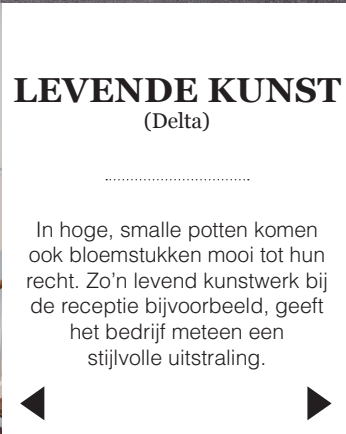 LEVENDE KUNST
(Delta)
In hoge, smalle potten komen
ook bloemstukken mooi tot hun
recht. Zo’n levend kunstwerk bij
de receptie bijvoorbeeld, geeft
het bedrijf meteen een
stijlvolle uitstraling.